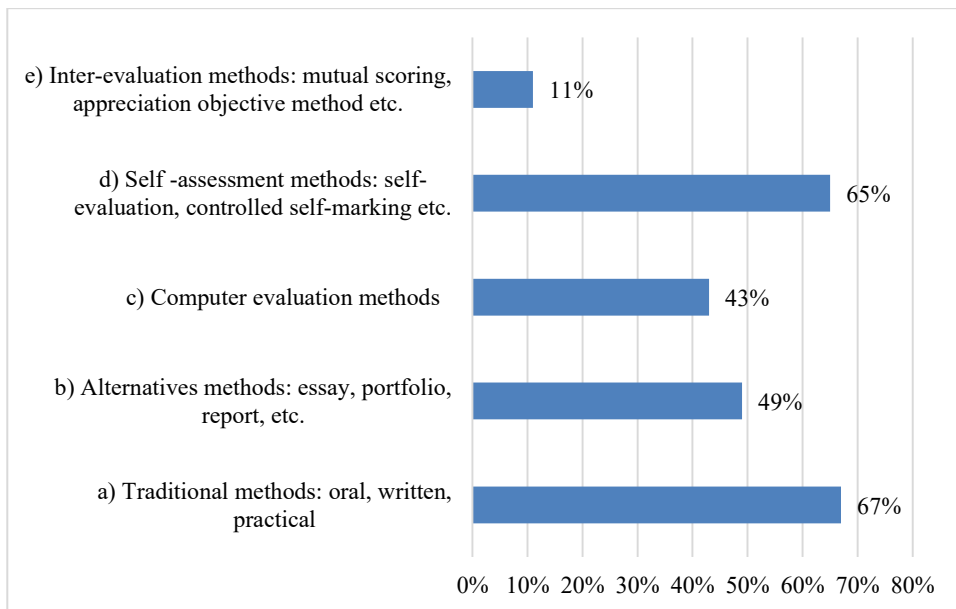 e) Inter-evaluation methods: mutual scoring,
appreciation objective method etc.
11%
d) Self -assessment methods: self-
evaluation, controlled self-marking etc.
65%
c) Computer evaluation methods
43%
b) Alternatives methods: essay, portfolio,
report, etc.
49%
a) Traditional methods: oral, written,
practical
67%
0% 10% 20% 30% 40% 50% 60% 70% 80%